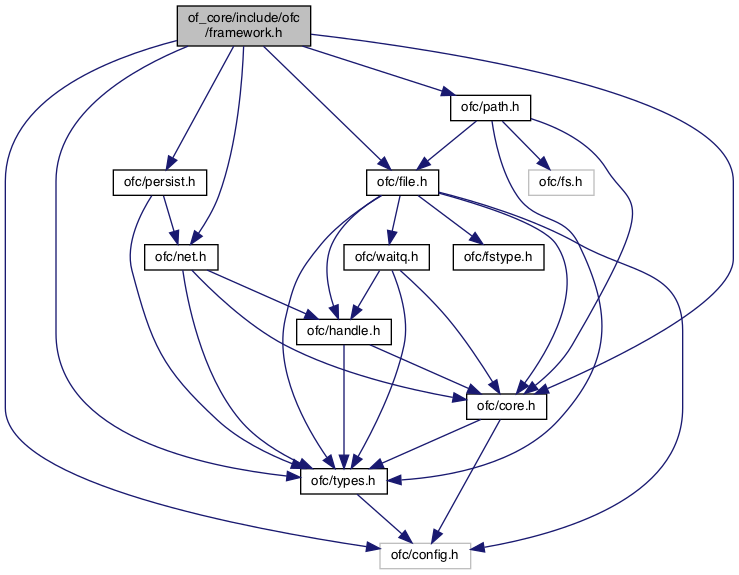 of_core/include/ofc
/framework.h
ofc/path.h
ofc/persist.h
ofc/file.h
ofc/fs.h
ofc/net.h
ofc/waitq.h
ofc/fstype.h
ofc/handle.h
ofc/core.h
ofc/types.h
ofc/config.h